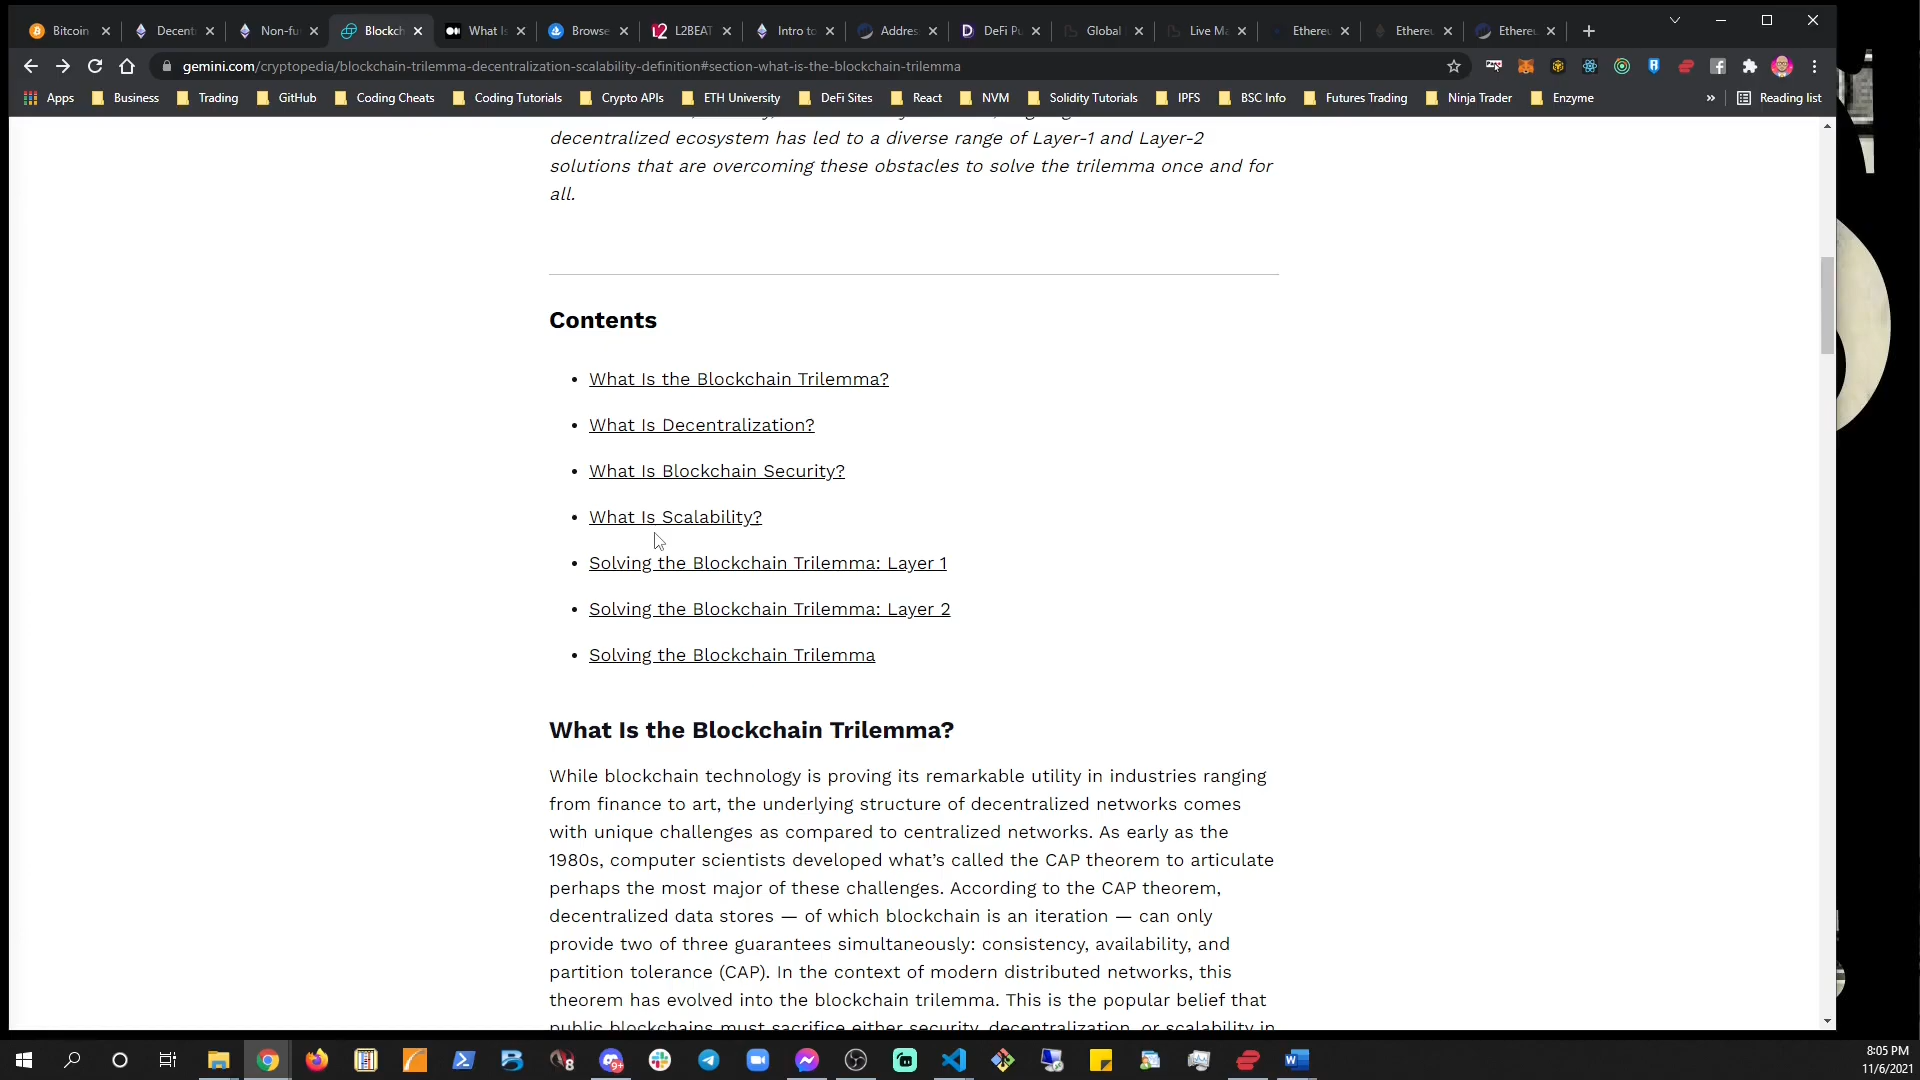 Bitcoin
Decent
Non-fu
Blockch
What Is
Browse
L2BEAT
Intro to
Addres
DeFi Pu
Global
Live Ma
Ethereu
Ethereu
Ethereu
gemini.com/cryptopedia/blockchain-trilemma-decentralization-scalability-definition#section-what-is-the-blockchain-trilemma
Apps Business Trading GitHub Coding Cheats Coding Tutorials Crypto APIs ETH University DeFi Sites React NVM Solidity Tutorials IPFS BSC Info Futures Trading Ninja Trader Enzyme » Reading list
decentralized ecosystem has led to a diverse range of Layer-1 and Layer-2
solutions that are overcoming these obstacles to solve the trilemma once and for
all.
Contents
• What Is the Blockchain Trilemma?
• What Is Decentralization?
• What Is Blockchain Security?
• What Is Scalability?
• Solving the Blockchain Trilemma: Layer 1
• Solving the Blockchain Trilemma: Layer 2
• Solving the Blockchain Trilemma
What Is the Blockchain Trilemma?
While blockchain technology is proving its remarkable utility in industries ranging
from finance to art, the underlying structure of decentralized networks comes
with unique challenges as compared to centralized networks. As early as the
1980s, computer scientists developed what’s called the CAP theorem to articulate
perhaps the most major of these challenges. According to the CAP theorem,
decentralized data stores — of which blockchain is an iteration — can only
provide two of three guarantees simultaneously: consistency, availability, and
partition tolerance (CAP). In the context of modern distributed networks, this
theorem has evolved into the blockchain trilemma. This is the popular belief that
public blockchains must sacrifice either security, decentralization, or scalability in
8:05 PM
11/6/2021